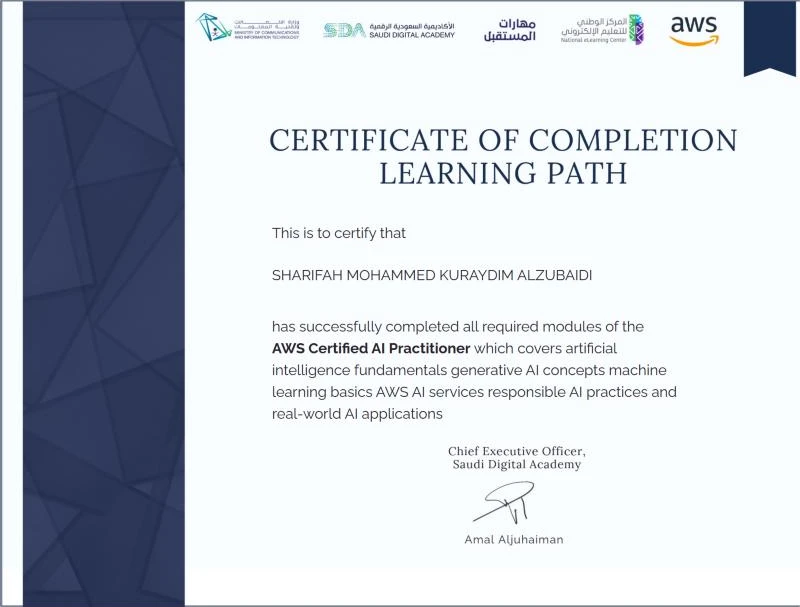 وزارة الاتصالات
وتقنية المعلومات
MINISTRY OF COMMUNICATIONS
AND INFORMATION TECHNOLOGY
SDA
الأكاديمية السعودية الرقمية
SAUDI DIGITAL ACADEMY
مهارات
المستقبل
المركز الوطني
للتعليم الإلكتروني
National eLearning Center
aws
CERTIFICATE OF COMPLETION
LEARNING PATH
This is to certify that
SHARIFAH MOHAMMED KURAYDIM ALZUBAIDI
has successfully completed all required modules of the
AWS Certified AI Practitioner which covers artificial
intelligence fundamentals generative AI concepts machine
learning basics AWS AI services responsible AI practices and
real-world AI applications
Chief Executive Officer,
Saudi Digital Academy
Amal Aljuhaiman